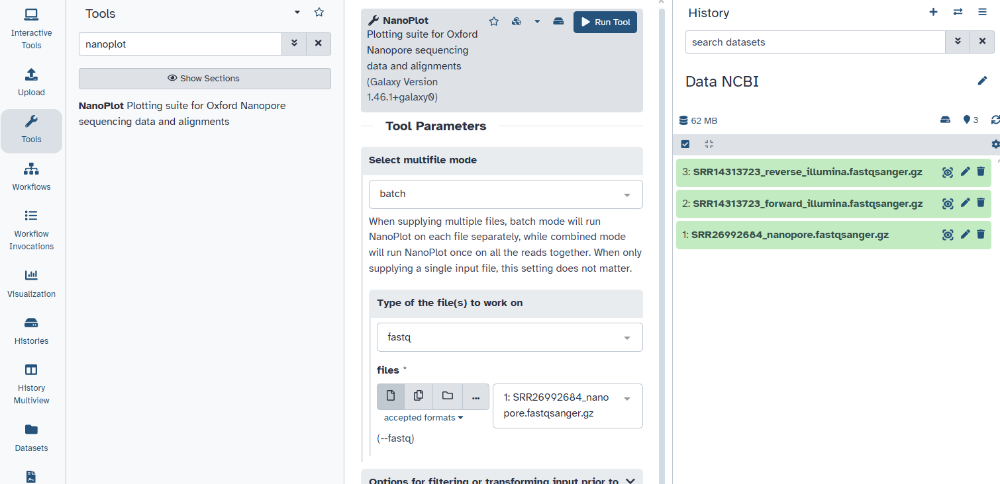 Interactive
Tools
Upload
Tools
Workflows
Workflow
Invocations
Visualization
Histories
History
Multiview
Datasets
Tools
nanoplot
Show Sections
NanoPlot Plotting suite for Oxford Nanopore
sequencing data and alignments
NanoPlot
Run Tool
Plotting suite for Oxford
Nanopore sequencing
data and alignments
(Galaxy Version
1.46.1+galaxy0)
Tool Parameters
Select multifile mode
batch
When supplying multiple files, batch mode will run
NanoPlot on each file separately, while combined mode
will run NanoPlot once on all the reads together. When only
supplying a single input file, this setting does not matter.
Type of the file(s) to work on
fastq
files *
...
1: SRR26992684_nano
pore.fastqsanger.gz
accepted formats
(--fastq)
Options for filtering or transforming input prior to
History
search datasets
Data NCBI
62 MB
3
3: SRR14313723_reverse_illumina.fastqsanger.gz
2: SRR14313723_forward_illumina.fastqsanger.gz
1: SRR26992684_nanopore.fastqsanger.gz